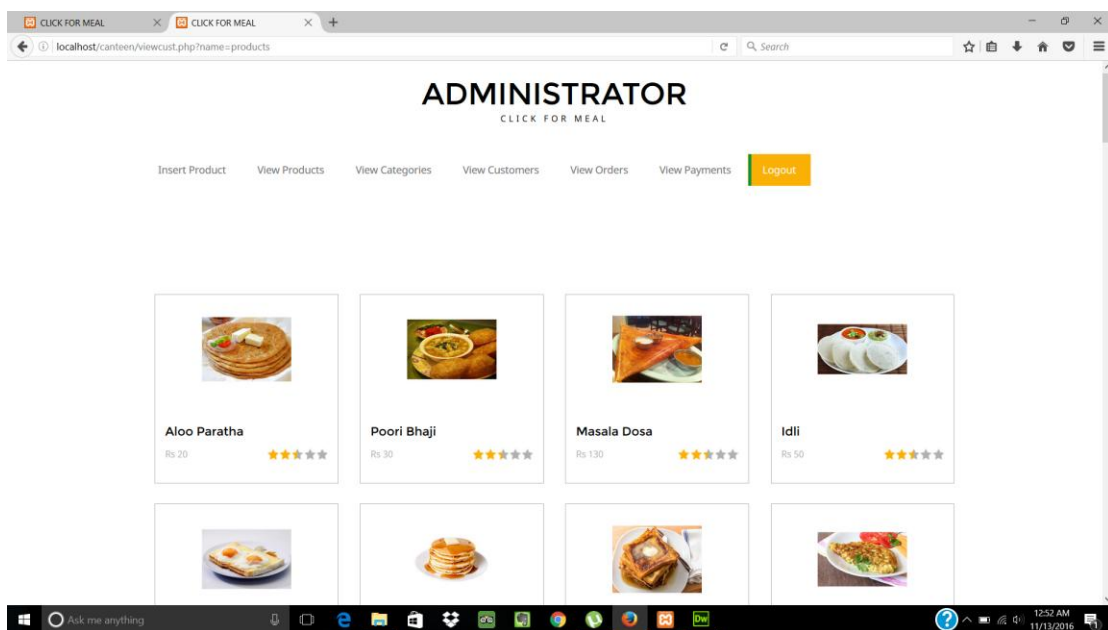 CLICK FOR MEAL
CLICK FOR MEAL
localhost/canteen/viewcust.php?name=products
Search
ADMINISTRATOR
CLICK FOR MEAL
Insert Product View Products View Categories View Customers View Orders View Payments Logout
Aloo Paratha
Rs 20
Poori Bhaji
Rs 30
Masala Dosa
Rs 130
Idli
Rs 50
Ask me anything
Dw
12:52 AM
11/13/2016